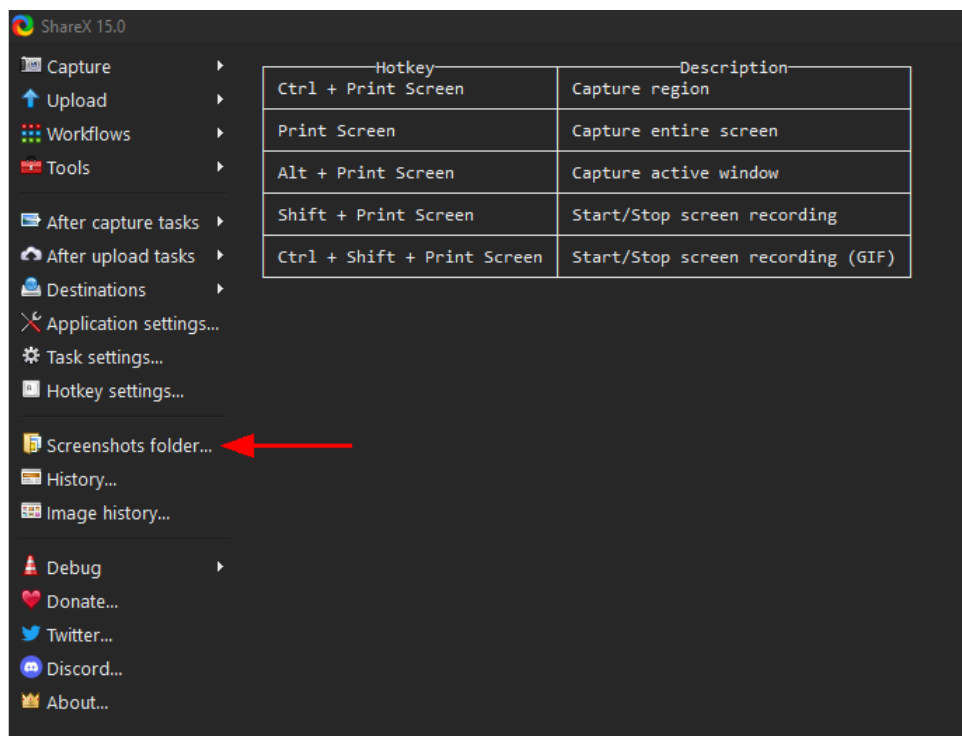 ShareX 15.0
Capture
Upload
Workflows
Tools
After capture tasks
After upload tasks
Destinations
Application settings...
Task settings...
Hotkey settings...
Screenshots folder...
History...
Image history...
Debug
Donate...
Twitter...
Discord...
About...
Hotkey Description
Ctrl + Print Screen Capture region
Print Screen Capture entire screen
Alt + Print Screen Capture active window
Shift + Print Screen Start/Stop screen recording
Ctrl + Shift + Print Screen Start/Stop screen recording (GIF)